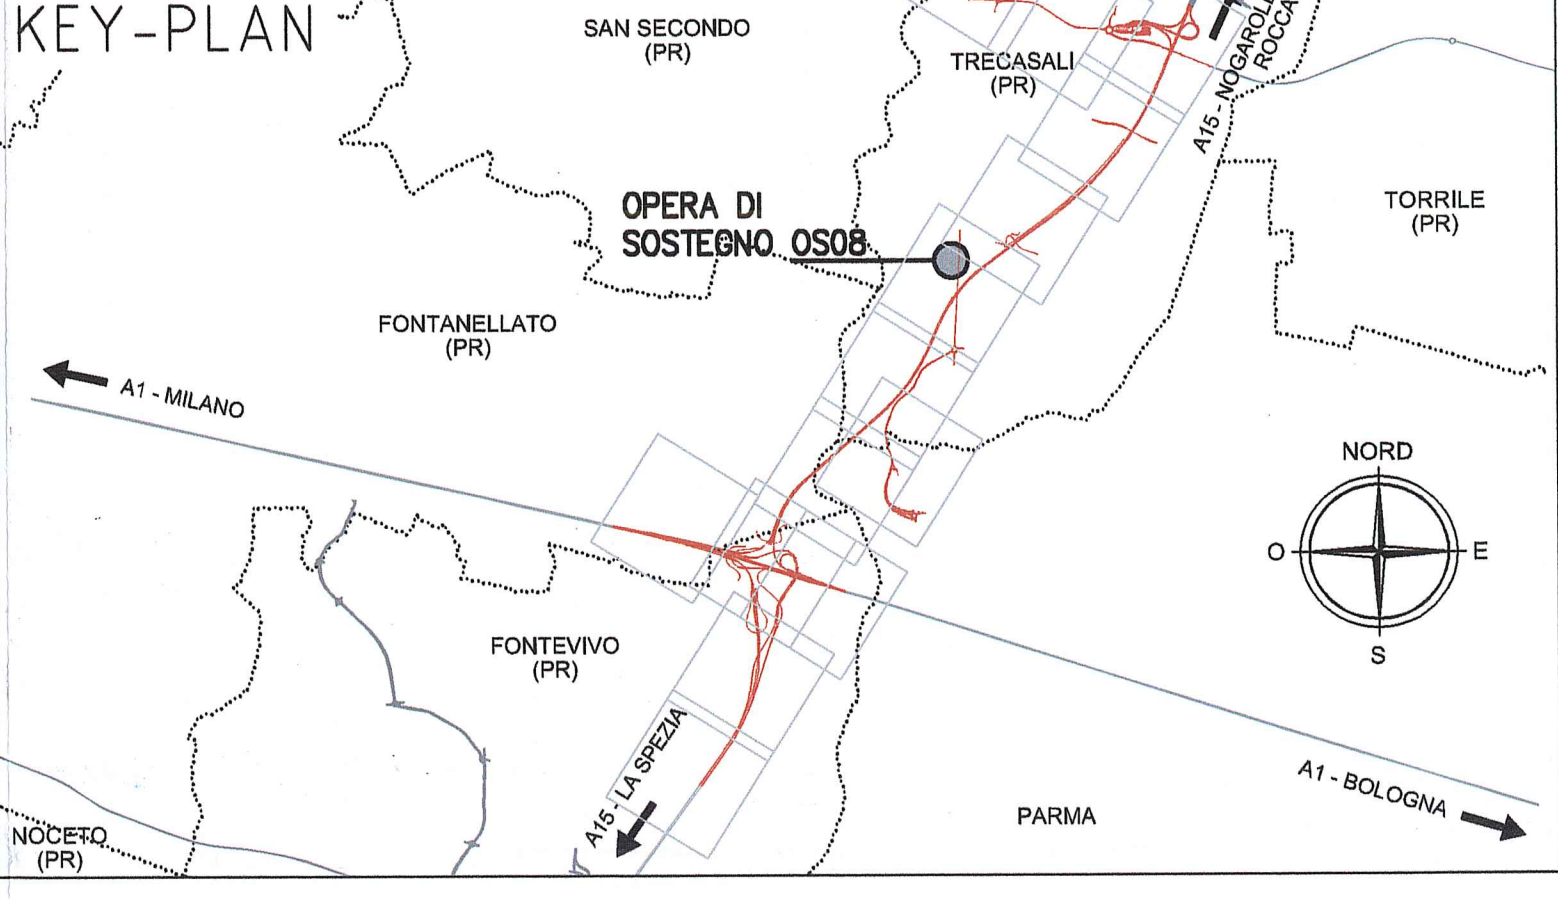 KEY-PLAN
SAN SECONDO
(PR)
TRECASALI
(PR)
A15 - NOGAROLE
ROCCA
TORRILE
(PR)
OPERA DI
SOSTEGNO OS08
FONTANELLATO
(PR)
A1 - MILANO
NORD
O
E
S
FONTEVIVO
(PR)
A15 - LA SPEZIA
A1 - BOLOGNA
PARMA
NOCETO
(PR)